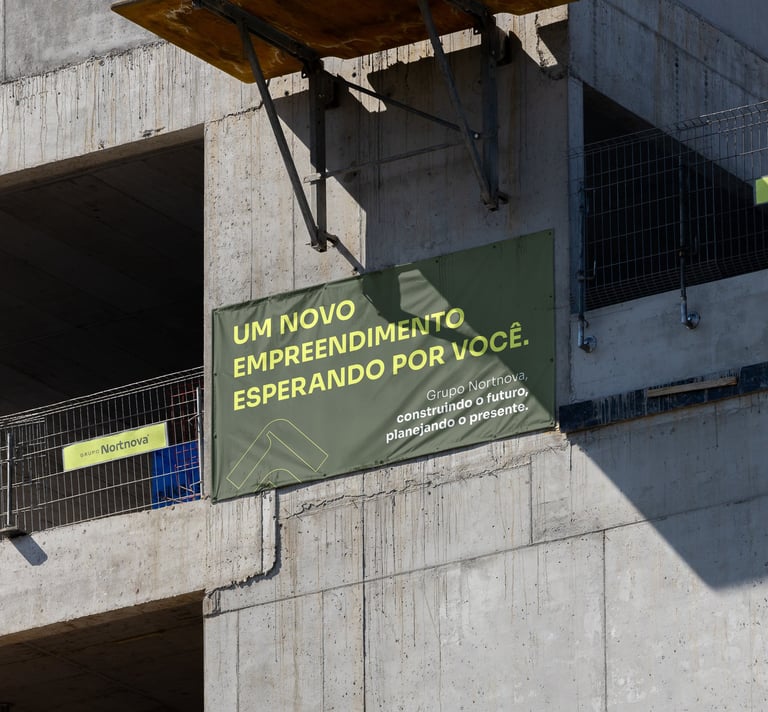 UM NOVO
EMPREENDIMENTO
ESPERANDO POR VOCÊ.
Grupo Nortnova,
construindo o futuro,
planejando o presente.
GRUPO Nortnova